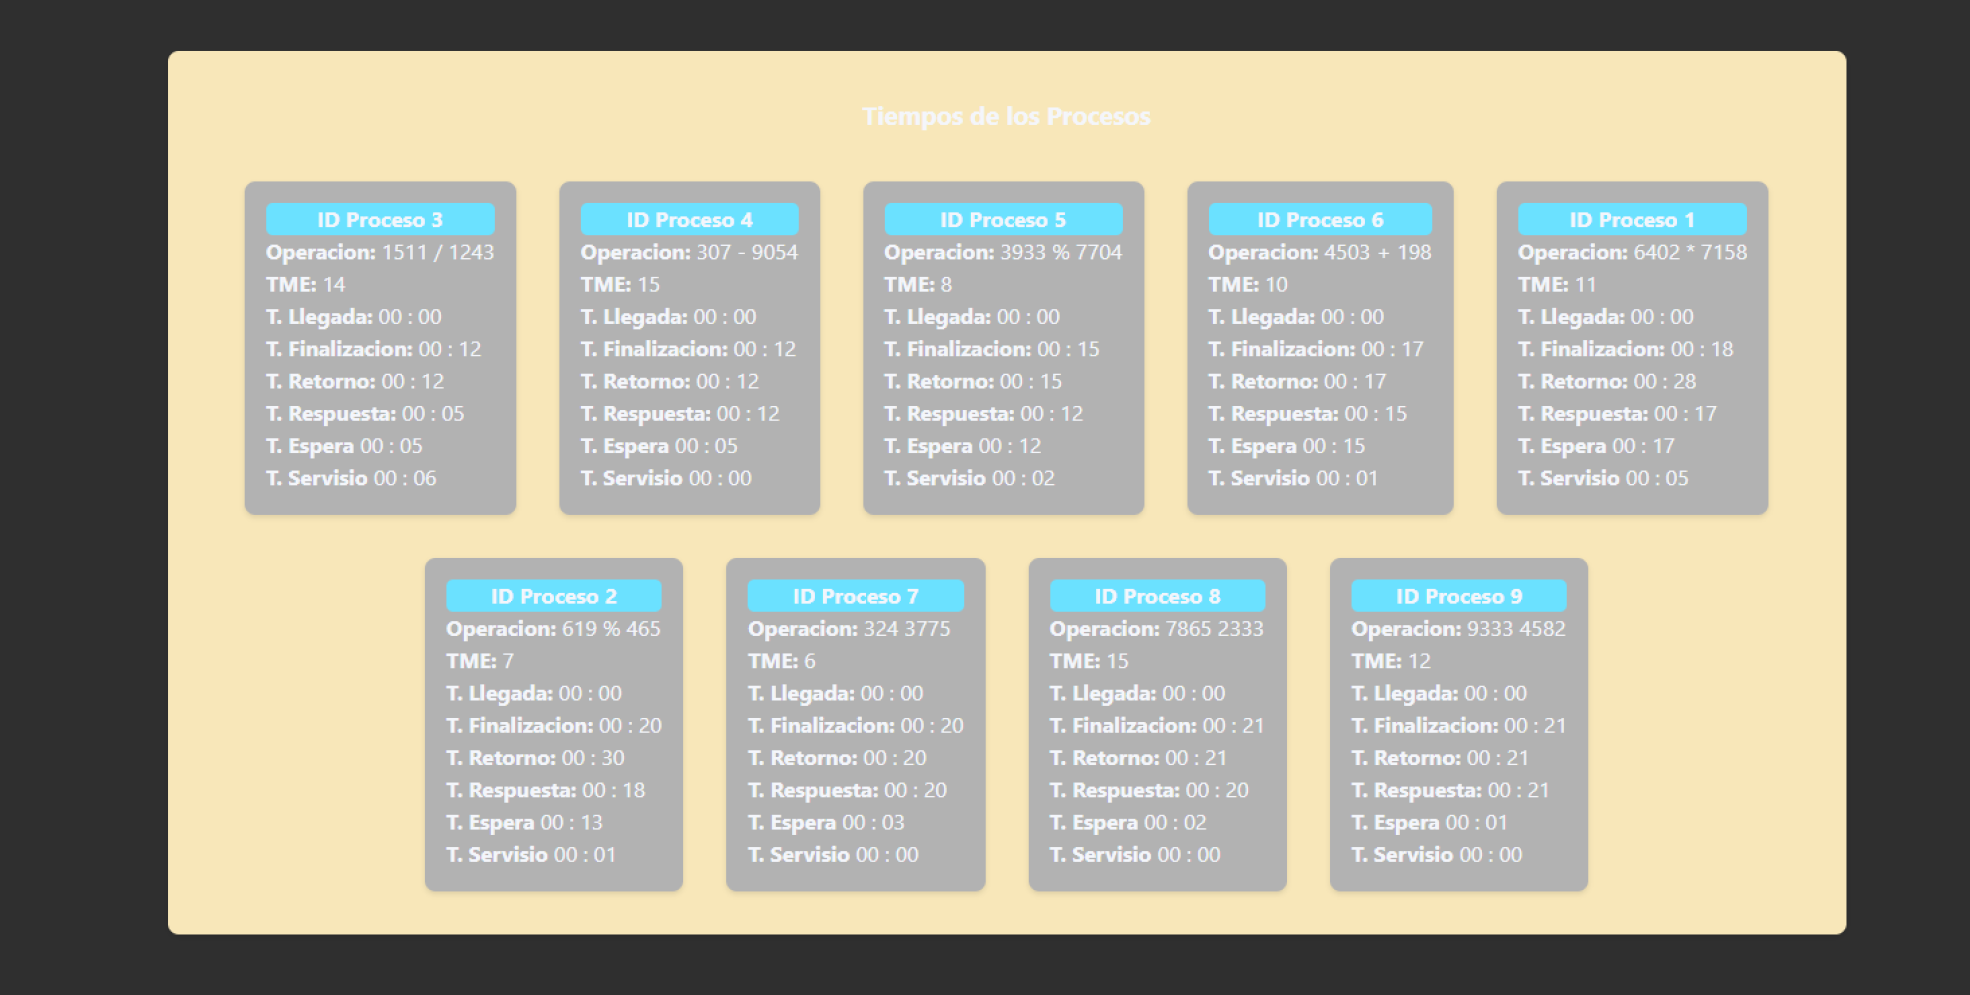 Tiempos de los Procesos
ID Proceso 3
Operacion: 1511 / 1243
TME: 14
T. Llegada: 00 : 00
T. Finalizacion: 00 : 12
T. Retorno: 00 : 12
T. Respuesta: 00 : 05
T. Espera 00 : 05
T. Servisio 00 : 06
ID Proceso 4
Operacion: 307 - 9054
TME: 15
T. Llegada: 00 : 00
T. Finalizacion: 00 : 12
T. Retorno: 00 : 12
T. Respuesta: 00 : 12
T. Espera 00 : 05
T. Servisio 00 : 00
ID Proceso 5
Operacion: 3933 % 7704
TME: 8
T. Llegada: 00 : 00
T. Finalizacion: 00 : 15
T. Retorno: 00 : 15
T. Respuesta: 00 : 12
T. Espera 00 : 12
T. Servisio 00 : 02
ID Proceso 6
Operacion: 4503 + 198
TME: 10
T. Llegada: 00 : 00
T. Finalizacion: 00 : 17
T. Retorno: 00 : 17
T. Respuesta: 00 : 15
T. Espera 00 : 15
T. Servisio 00 : 01
ID Proceso 1
Operacion: 6402 * 7158
TME: 11
T. Llegada: 00 : 00
T. Finalizacion: 00 : 18
T. Retorno: 00 : 28
T. Respuesta: 00 : 17
T. Espera 00 : 17
T. Servisio 00 : 05
ID Proceso 2
Operacion: 619 % 465
TME: 7
T. Llegada: 00 : 00
T. Finalizacion: 00 : 20
T. Retorno: 00 : 30
T. Respuesta: 00 : 18
T. Espera 00 : 13
T. Servisio 00 : 01
ID Proceso 7
Operacion: 324 3775
TME: 6
T. Llegada: 00 : 00
T. Finalizacion: 00 : 20
T. Retorno: 00 : 20
T. Respuesta: 00 : 20
T. Espera 00 : 03
T. Servisio 00 : 00
ID Proceso 8
Operacion: 7865 2333
TME: 15
T. Llegada: 00 : 00
T. Finalizacion: 00 : 21
T. Retorno: 00 : 21
T. Respuesta: 00 : 20
T. Espera 00 : 02
T. Servisio 00 : 00
ID Proceso 9
Operacion: 9333 4582
TME: 12
T. Llegada: 00 : 00
T. Finalizacion: 00 : 21
T. Retorno: 00 : 21
T. Respuesta: 00 : 21
T. Espera 00 : 01
T. Servisio 00 : 00